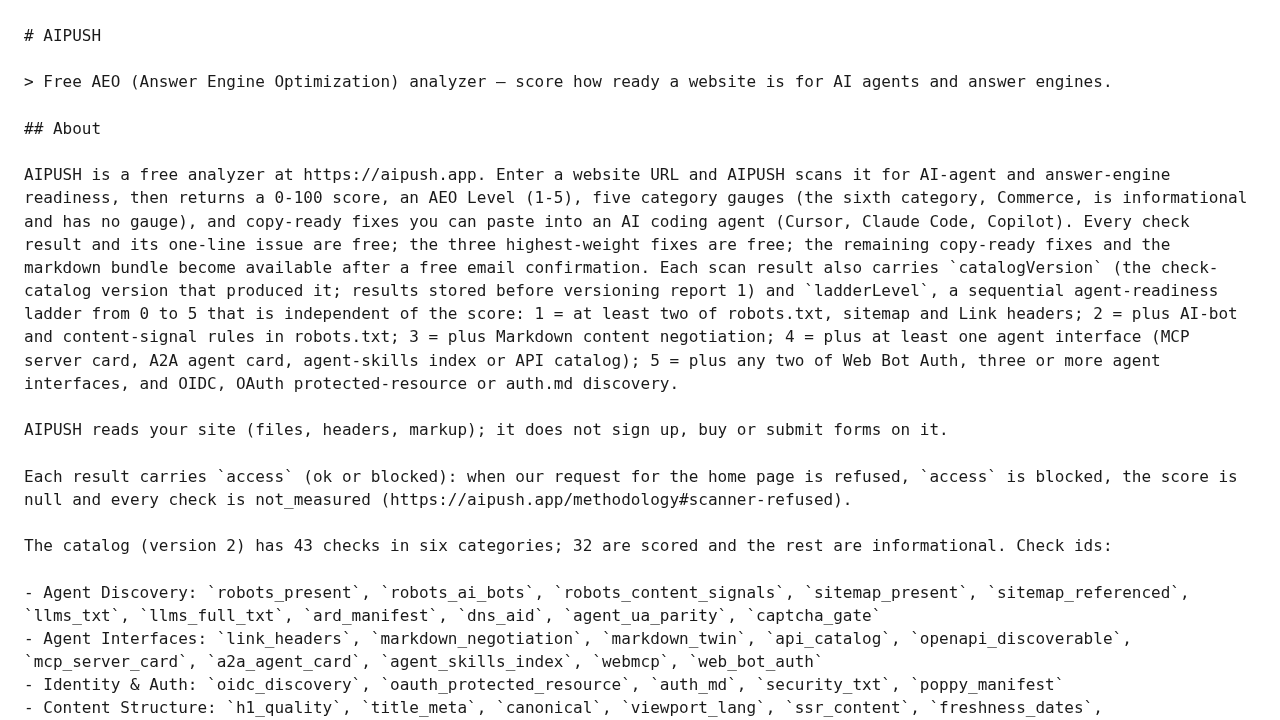 # AIPUSH
> Free AEO (Answer Engine Optimization) analyzer — score how ready a website is for AI agents and answer engines.
## About
AIPUSH is a free analyzer at https://aipush.app. Enter a website URL and AIPUSH scans it for AI-agent and answer-engine
readiness, then returns a 0-100 score, an AEO Level (1-5), five category gauges (the sixth category, Commerce, is informational
and has no gauge), and copy-ready fixes you can paste into an AI coding agent (Cursor, Claude Code, Copilot). Every check
result and its one-line issue are free; the three highest-weight fixes are free; the remaining copy-ready fixes and the
markdown bundle become available after a free email confirmation. Each scan result also carries `catalogVersion` (the check-
catalog version that produced it; results stored before versioning report 1) and `ladderLevel`, a sequential agent-readiness
ladder from 0 to 5 that is independent of the score: 1 = at least two of robots.txt, sitemap and Link headers; 2 = plus AI-bot
and content-signal rules in robots.txt; 3 = plus Markdown content negotiation; 4 = plus at least one agent interface (MCP
server card, A2A agent card, agent-skills index or API catalog); 5 = plus any two of Web Bot Auth, three or more agent
interfaces, and OIDC, OAuth protected-resource or auth.md discovery.
AIPUSH reads your site (files, headers, markup); it does not sign up, buy or submit forms on it.
Each result carries `access` (ok or blocked): when our request for the home page is refused, `access` is blocked, the score is
null and every check is not_measured (https://aipush.app/methodology#scanner-refused).
The catalog (version 2) has 43 checks in six categories; 32 are scored and the rest are informational. Check ids:
- Agent Discovery: `robots_present`, `robots_ai_bots`, `robots_content_signals`, `sitemap_present`, `sitemap_referenced`,
`llms_txt`, `llms_full_txt`, `ard_manifest`, `dns_aid`, `agent_ua_parity`, `captcha_gate`
- Agent Interfaces: `link_headers`, `markdown_negotiation`, `markdown_twin`, `api_catalog`, `openapi_discoverable`,
`mcp_server_card`, `a2a_agent_card`, `agent_skills_index`, `webmcp`, `web_bot_auth`
- Identity & Auth: `oidc_discovery`, `oauth_protected_resource`, `auth_md`, `security_txt`, `poppy_manifest`
- Content Structure: `h1_quality`, `title_meta`, `canonical`, `viewport_lang`, `ssr_content`, `freshness_dates`,